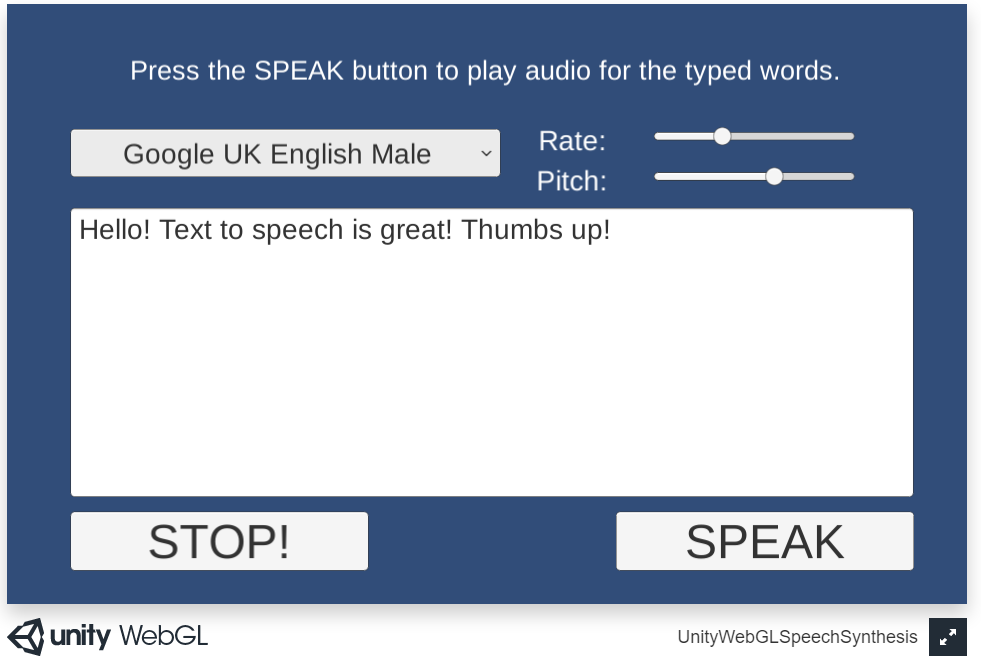 Press the SPEAK button to play audio for the typed words.
Google UK English Male
Rate:
Pitch:
Hello! Text to speech is great! Thumbs up!
STOP!
SPEAK
unity WebGL
UnityWebGLSpeechSynthesis